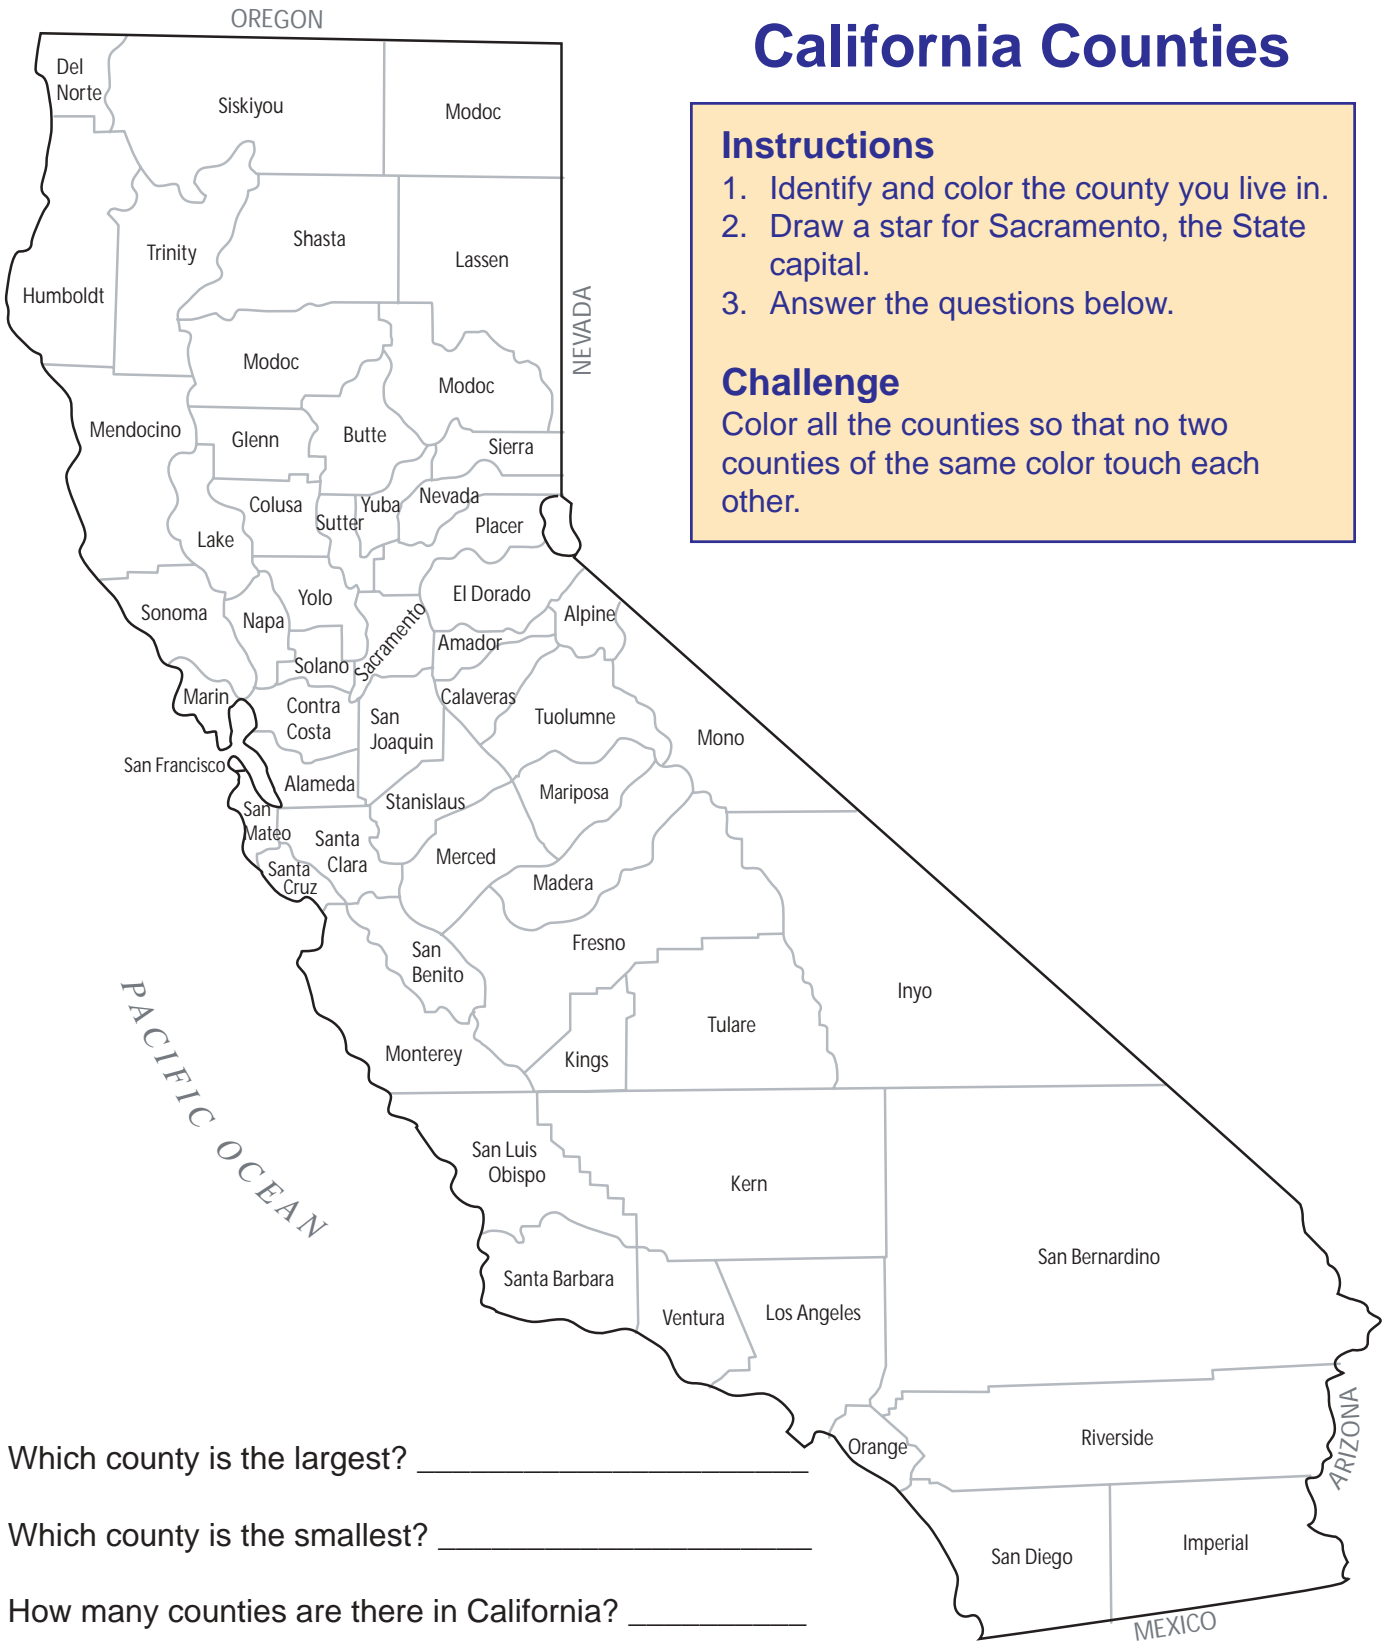 OREGON
California Counties
Instructions
1. Identify and color the county you live in.
2. Draw a star for Sacramento, the State
capital.
3. Answer the questions below.
Challenge
Color all the counties so that no two
counties of the same color touch each
other.
Del
Norte
Siskiyou
Modoc
Trinity
Shasta
Lassen
Humboldt
NEVADA
Modoc
Modoc
Mendocino
Glenn
Butte
Sierra
Colusa
Sutter
Yuba
Nevada
Placer
Lake
Sonoma
Napa
Yolo
Sacramento
El Dorado
Alpine
Amador
Solano
Marin
Contra
Costa
San
Joaquin
Calaveras
Tuolumne
Mono
San Francisco
Alameda
Stanislaus
Mariposa
San
Mateo
Santa
Clara
Merced
Santa
Cruz
Madera
San
Benito
Fresno
Inyo
PACIFIC OCEAN
Monterey
Kings
Tulare
San Luis
Obispo
Kern
San Bernardino
Santa Barbara
Ventura
Los Angeles
ARIZONA
Orange
Riverside
San Diego
Imperial
MEXICO
Which county is the largest? ______________________
Which county is the smallest? _____________________
How many counties are there in California? __________